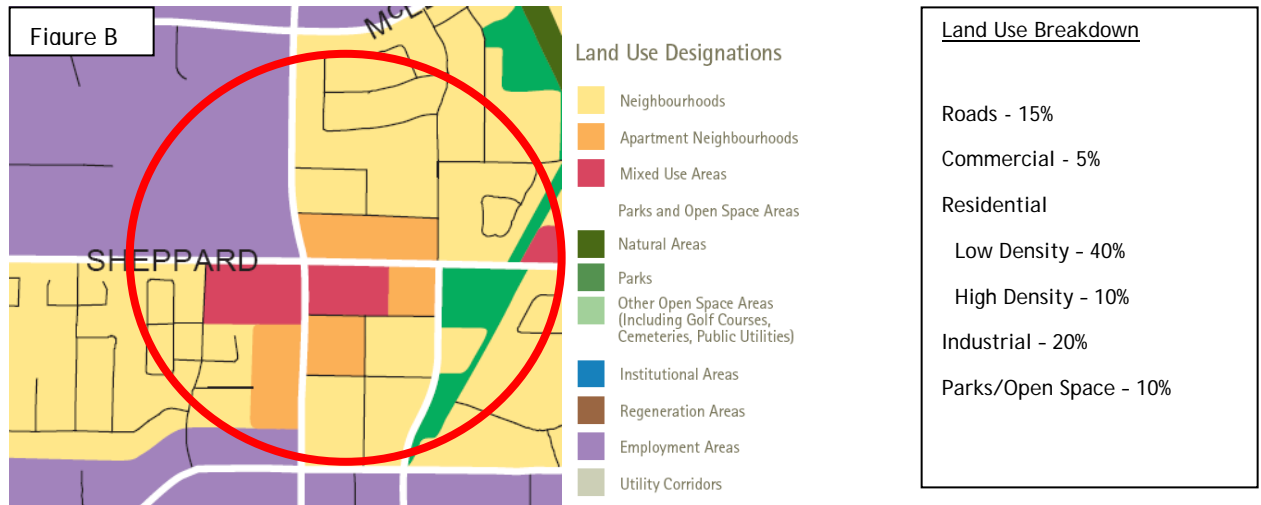 Figure B
McL
SHEPPARD
Land Use Designations
Neighbourhoods
Apartment Neighbourhoods
Mixed Use Areas
Parks and Open Space Areas
Natural Areas
Parks
Other Open Space Areas
(Including Golf Courses,
Cemeteries, Public Utilities)
Institutional Areas
Regeneration Areas
Employment Areas
Utility Corridors
Land Use Breakdown
Roads - 15%
Commercial - 5%
Residential
Low Density - 40%
High Density - 10%
Industrial - 20%
Parks/Open Space - 10%